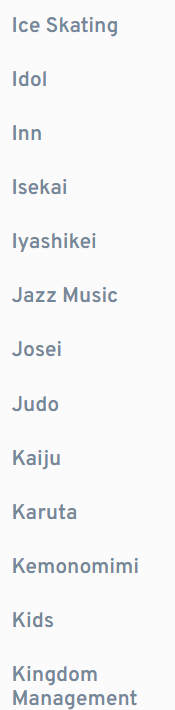 Ice Skating
Idol
Inn
Isekai
Iyashikei
Jazz Music
Josei
Judo
Kaiju
Karuta
Kemonomimi
Kids
Kingdom
Management